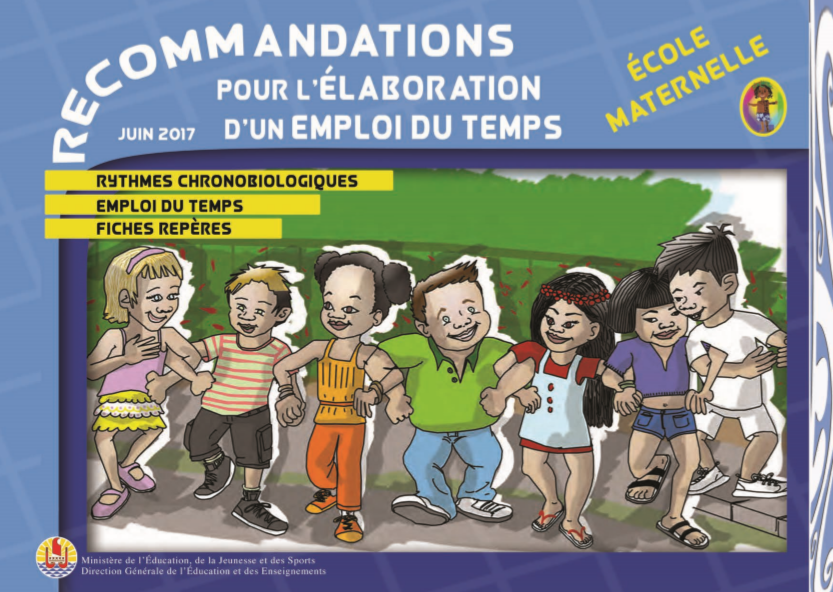 RECOMMANDATIONS
POUR L'ÉLABORATION
D'UN EMPLOI DU TEMPS
JUIN 2017
ÉCOLE
MATERNELLE
RYTHMES CHRONOBIOLOGIQUES
EMPLOI DU TEMPS
FICHES REPÈRES
Ministère de l'Éducation, de la Jeunesse et des Sports
Direction Générale de l'Éducation et des Enseignements